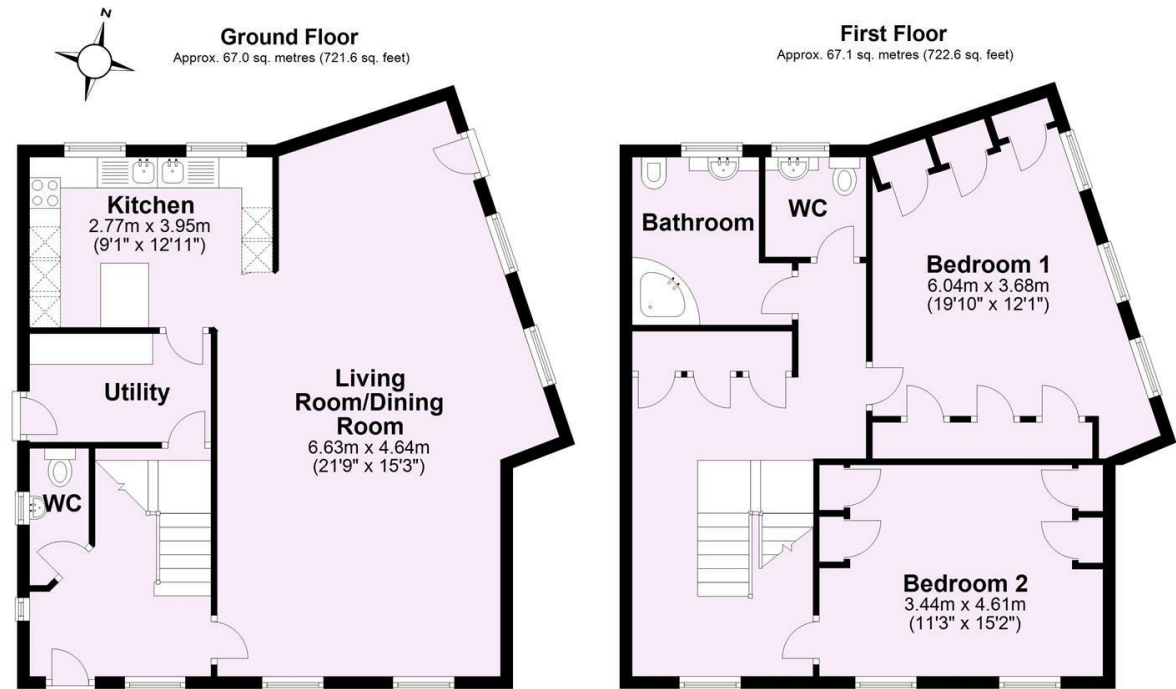 N
Ground Floor
Approx. 67.0 sq. metres (721.6 sq. feet)
Kitchen
2.77m x 3.95m
(9'1" x 12'11")
Utility
WC
Living
Room/Dining
Room
6.63m x 4.64m
(21'9" x 15'3")
First Floor
Approx. 67.1 sq. metres (722.6 sq. feet)
Bathroom
WC
Bedroom 1
6.04m x 3.68m
(19'10" x 12'1")
Bedroom 2
3.44m x 4.61m
(11'3" x 15'2")